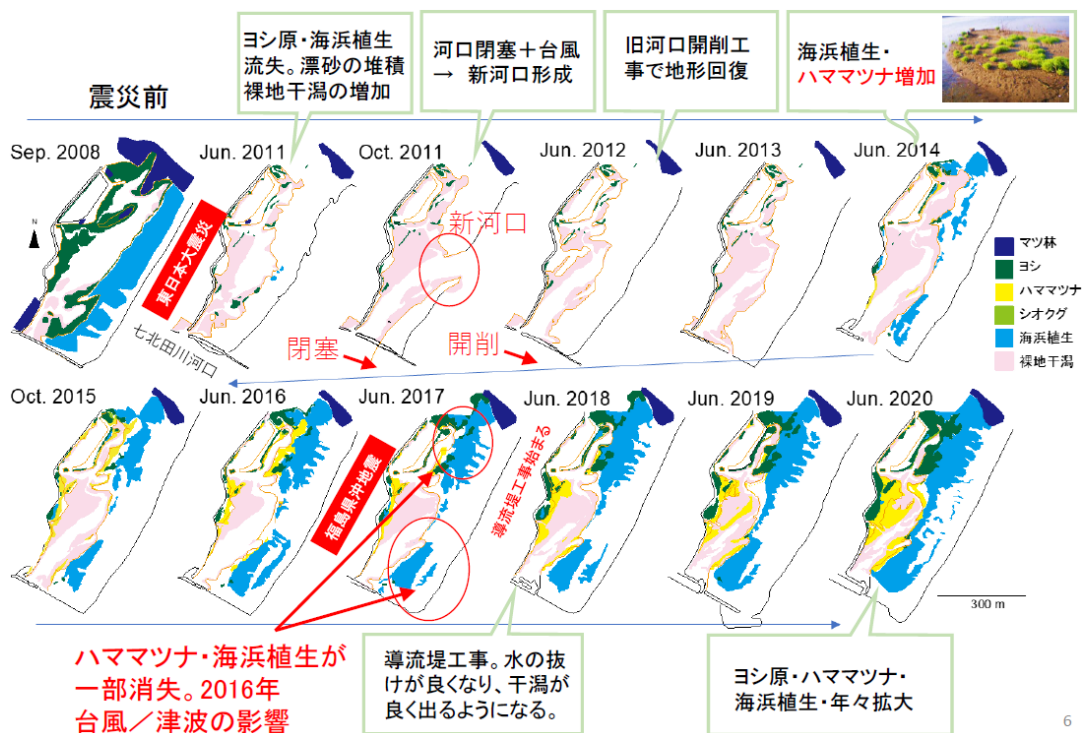 震災前
ヨシ原・海浜植生
流失。漂砂の堆積
裸地干潟の増加
河口閉塞＋台風
→ 新河口形成
旧河口開削工
事で地形回復
海浜植生・
ハママツナ増加
Sep. 2008
Jun. 2011
Oct. 2011
Jun. 2012
Jun. 2013
Jun. 2014
N
東日本大震災
新河口
七北田川河口
閉塞
開削
マツ林
ヨシ
ハママツナ
シオクグ
海浜植生
裸地干潟
Oct. 2015
Jun. 2016
Jun. 2017
Jun. 2018
Jun. 2019
Jun. 2020
福島県沖地震
導流堤工事始まる
300 m
ハママツナ・海浜植生が
一部消失。2016年
台風／津波の影響
導流堤工事。水の抜
けが良くなり、干潟が
良く出るようになる。
ヨシ原・ハママツナ・
海浜植生・年々拡大
6